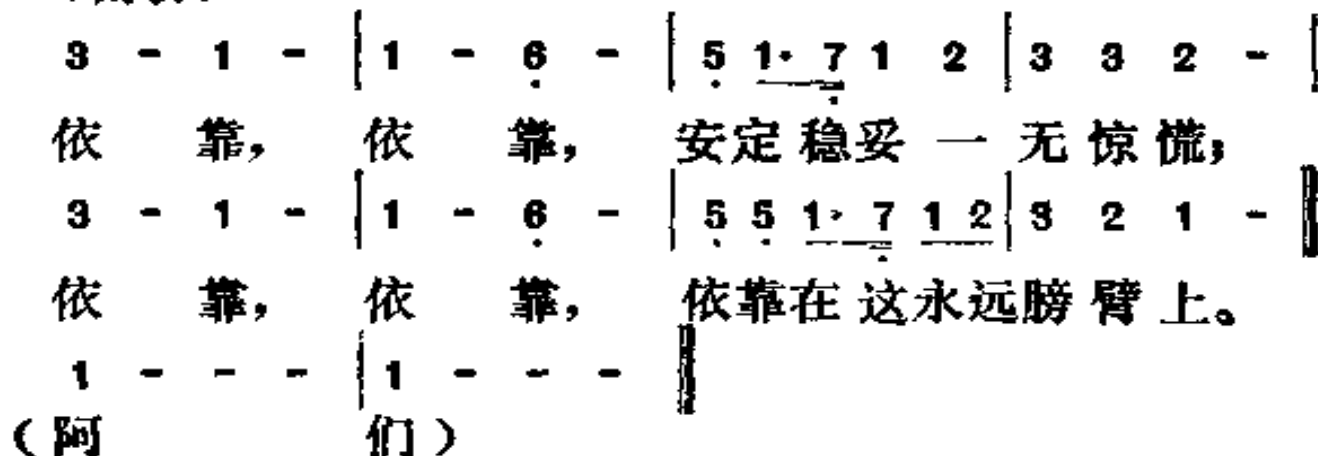 3 - 1 - | 1 - 6̣ - | 5̣ 1· 7̣ 1 2 | 3 3 2 - |
依 靠， 依 靠， 安定稳妥一无惊慌；
3 - 1 - | 1 - 6̣ - | 5̣ 5̣ 1· 7̣ 1 2 | 3 2 1 - ‖
依 靠， 依 靠， 依靠在这永远膀臂上。
1 - - - | 1 - - - ‖
（阿 们）